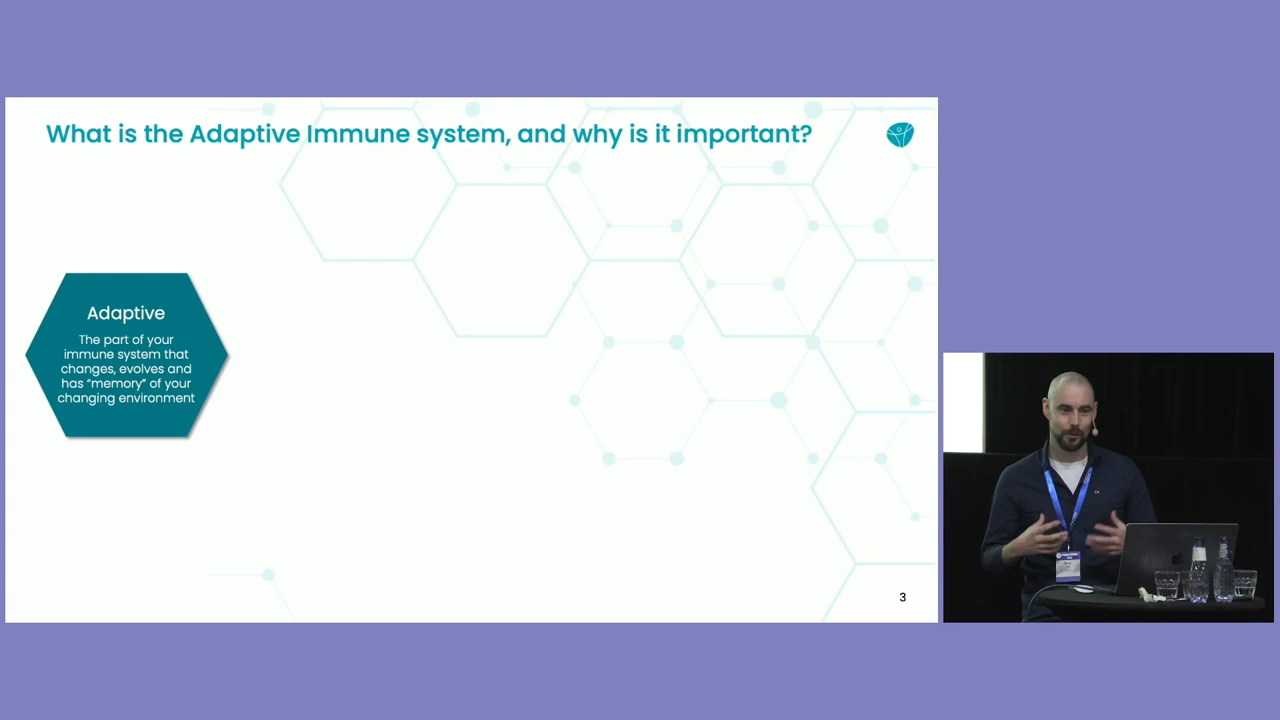 What is the Adaptive Immune system, and why is it important?
Adaptive
The part of your
immune system that
changes, evolves and
has “memory” of your
changing environment
3